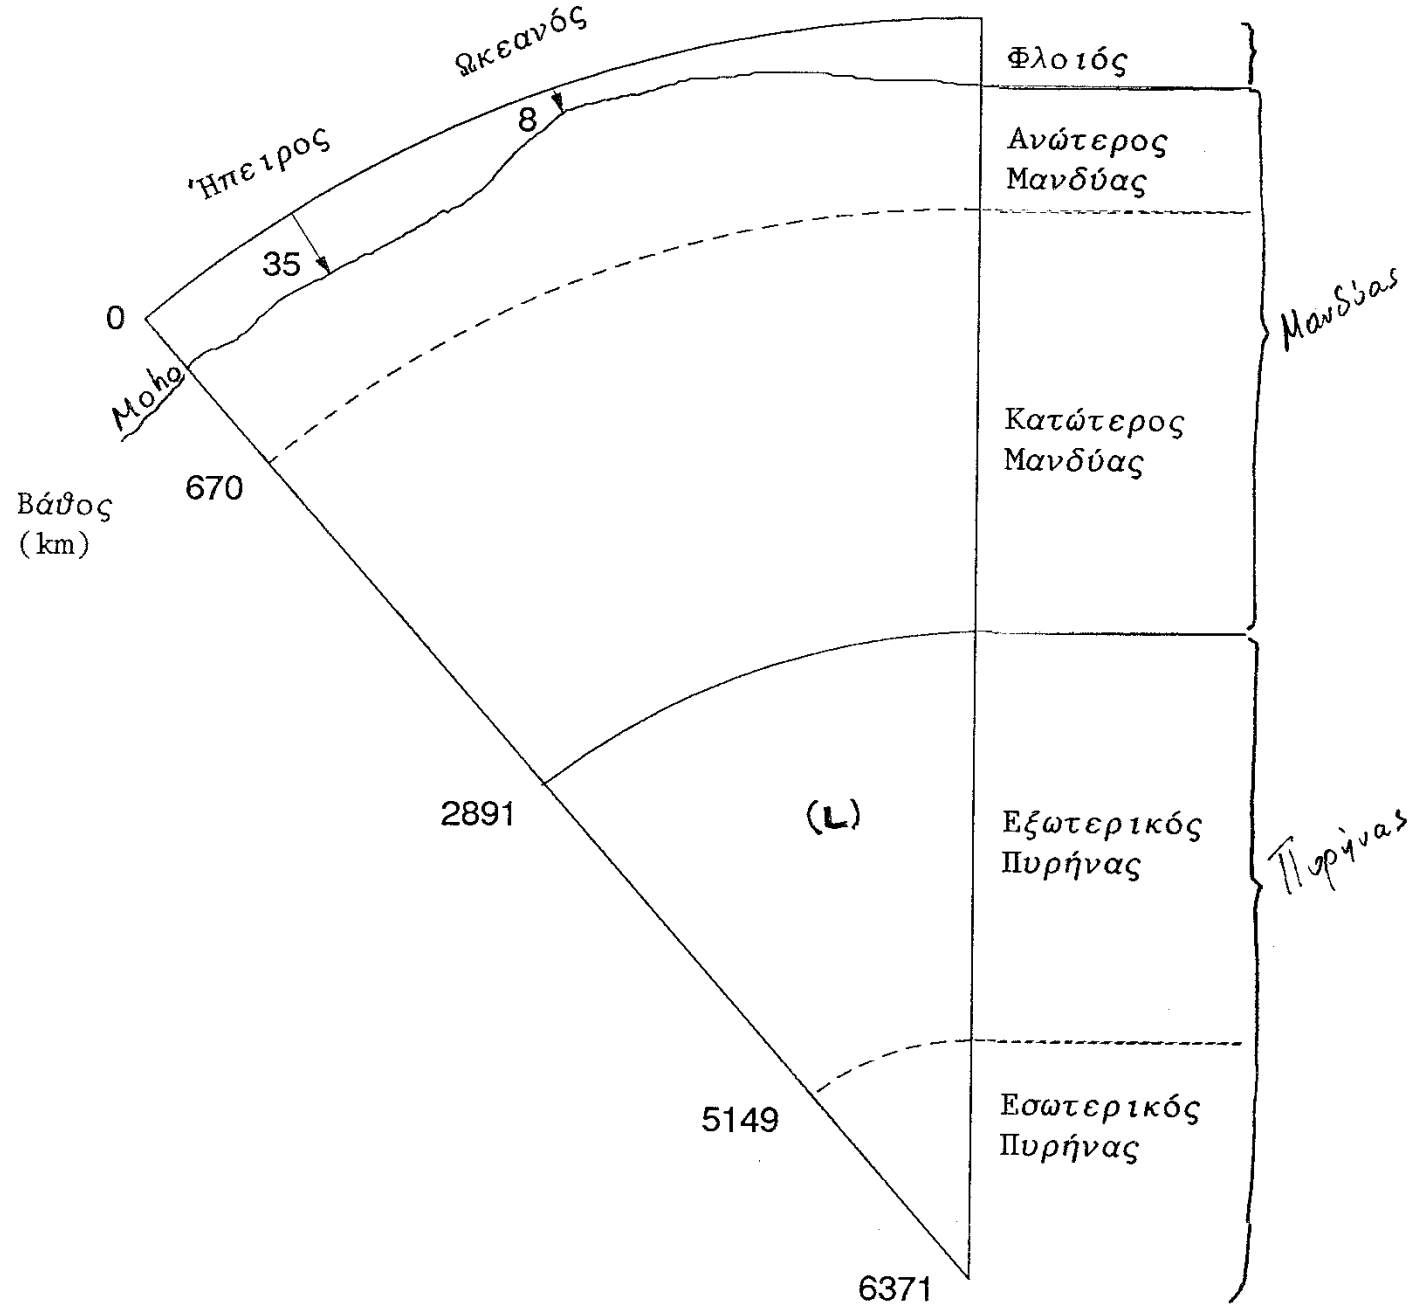 Ωκεανός
Φλοιός
8
Ανώτερος
Μανδύας
Ήπειρος
35
0
Μανδύας
Moho
Κατώτερος
Μανδύας
670
Βάθος
(km)
2891
(L)
Εξωτερικός
Πυρήνας
Πυρήνας
5149
Εσωτερικός
Πυρήνας
6371